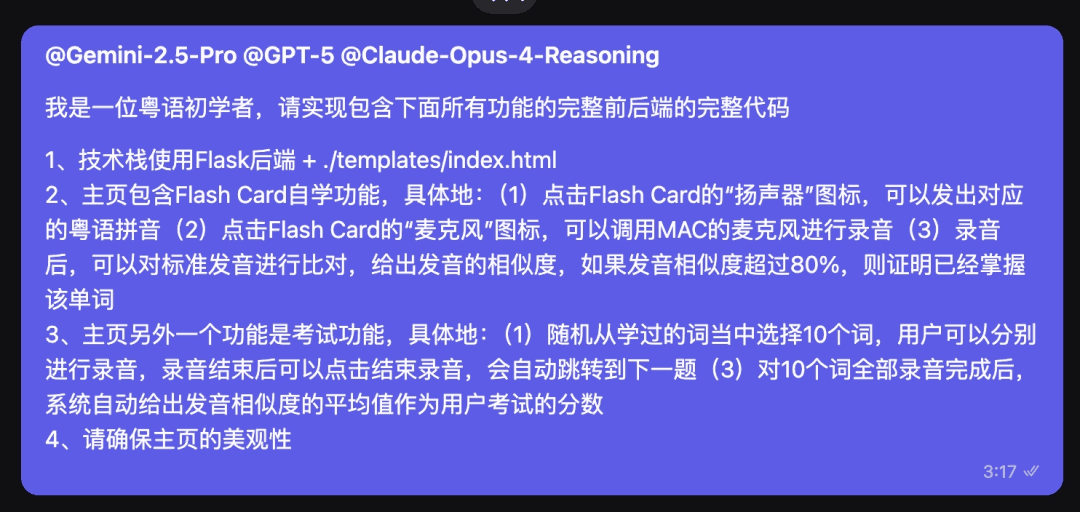 @Gemini-2.5-Pro @GPT-5 @Claude-Opus-4-Reasoning
我是一位粤语初学者，请实现包含下面所有功能的完整前后端的完整代码
1、技术栈使用Flask后端 + ./templates/index.html
2、主页包含Flash Card自学功能，具体地：（1）点击Flash Card的“扬声器”图标，可以发出对应
的粤语拼音（2）点击Flash Card的“麦克风”图标，可以调用MAC的麦克风进行录音（3）录音
后，可以对标准发音进行比对，给出发音的相似度，如果发音相似度超过80%，则证明已经掌握
该单词
3、主页另外一个功能是考试功能，具体地：（1）随机从学过的词当中选择10个词，用户可以分别
进行录音，录音结束后可以点击结束录音，会自动跳转到下一题（3）对10个词全部录音完成后，
系统自动给出发音相似度的平均值作为用户考试的分数
4、请确保主页的美观性
3:17